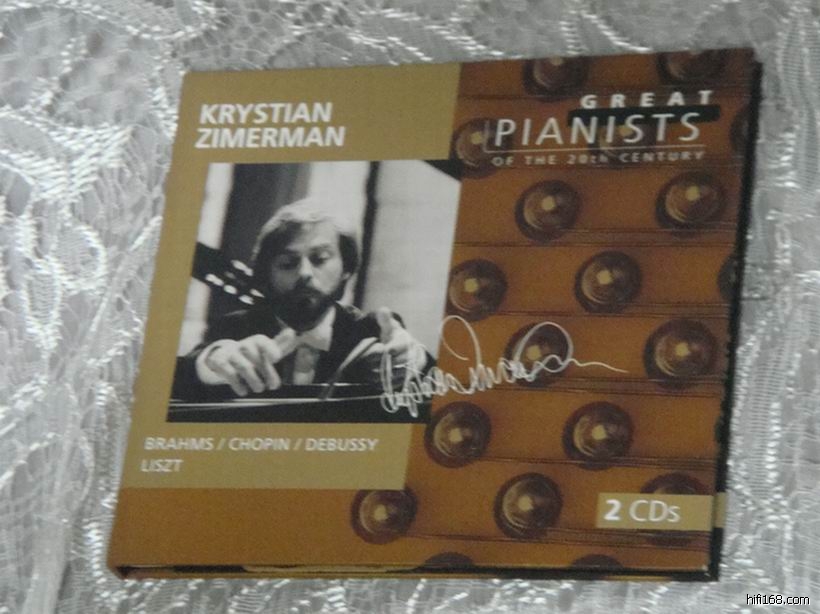 KRYSTIAN
ZIMERMAN
GREAT
PIANISTS
OF THE 20th CENTURY
BRAHMS / CHOPIN / DEBUSSY
LISZT
2 CDs
hifi168.com